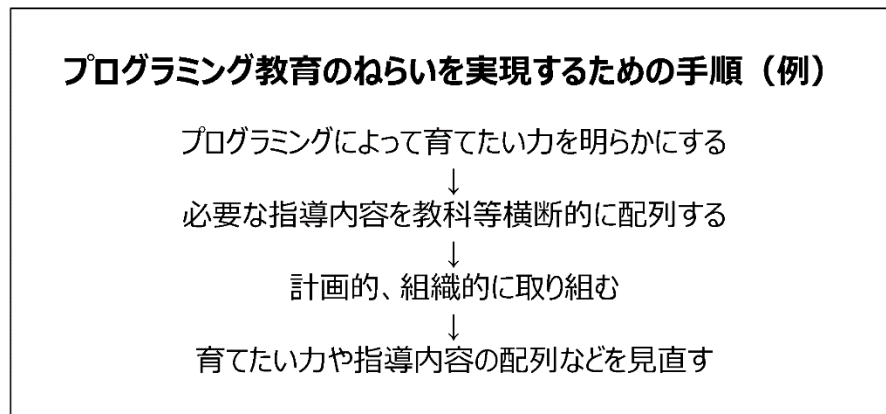 プログラミング教育のねらいを実現するための手順（例）
プログラミングによって育てたい力を明らかにする
↓
必要な指導内容を教科等横断的に配列する
↓
計画的、組織的に取り組む
↓
育てたい力や指導内容の配列などを見直す